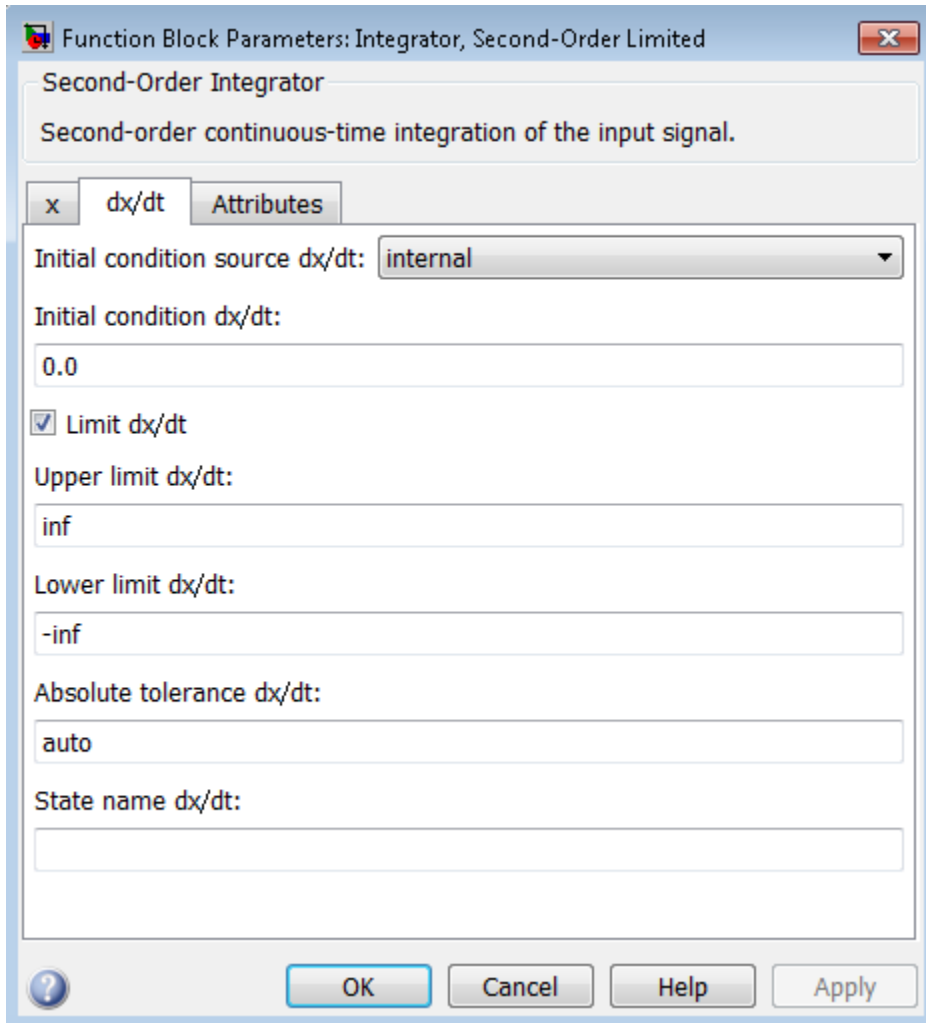 Function Block Parameters: Integrator, Second-Order Limited
Second-Order Integrator
Second-order continuous-time integration of the input signal.
x dx/dt Attributes
Initial condition source dx/dt: internal
Initial condition dx/dt:
0.0
Limit dx/dt
Upper limit dx/dt:
inf
Lower limit dx/dt:
-inf
Absolute tolerance dx/dt:
auto
State name dx/dt:
? OK Cancel Help Apply